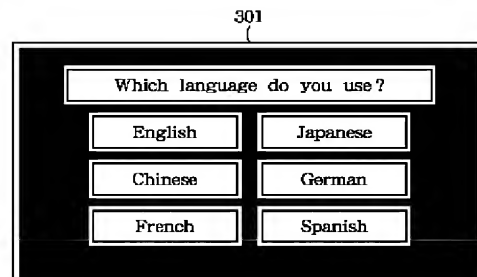 301
Which language do you use?
English Japanese
Chinese German
French Spanish